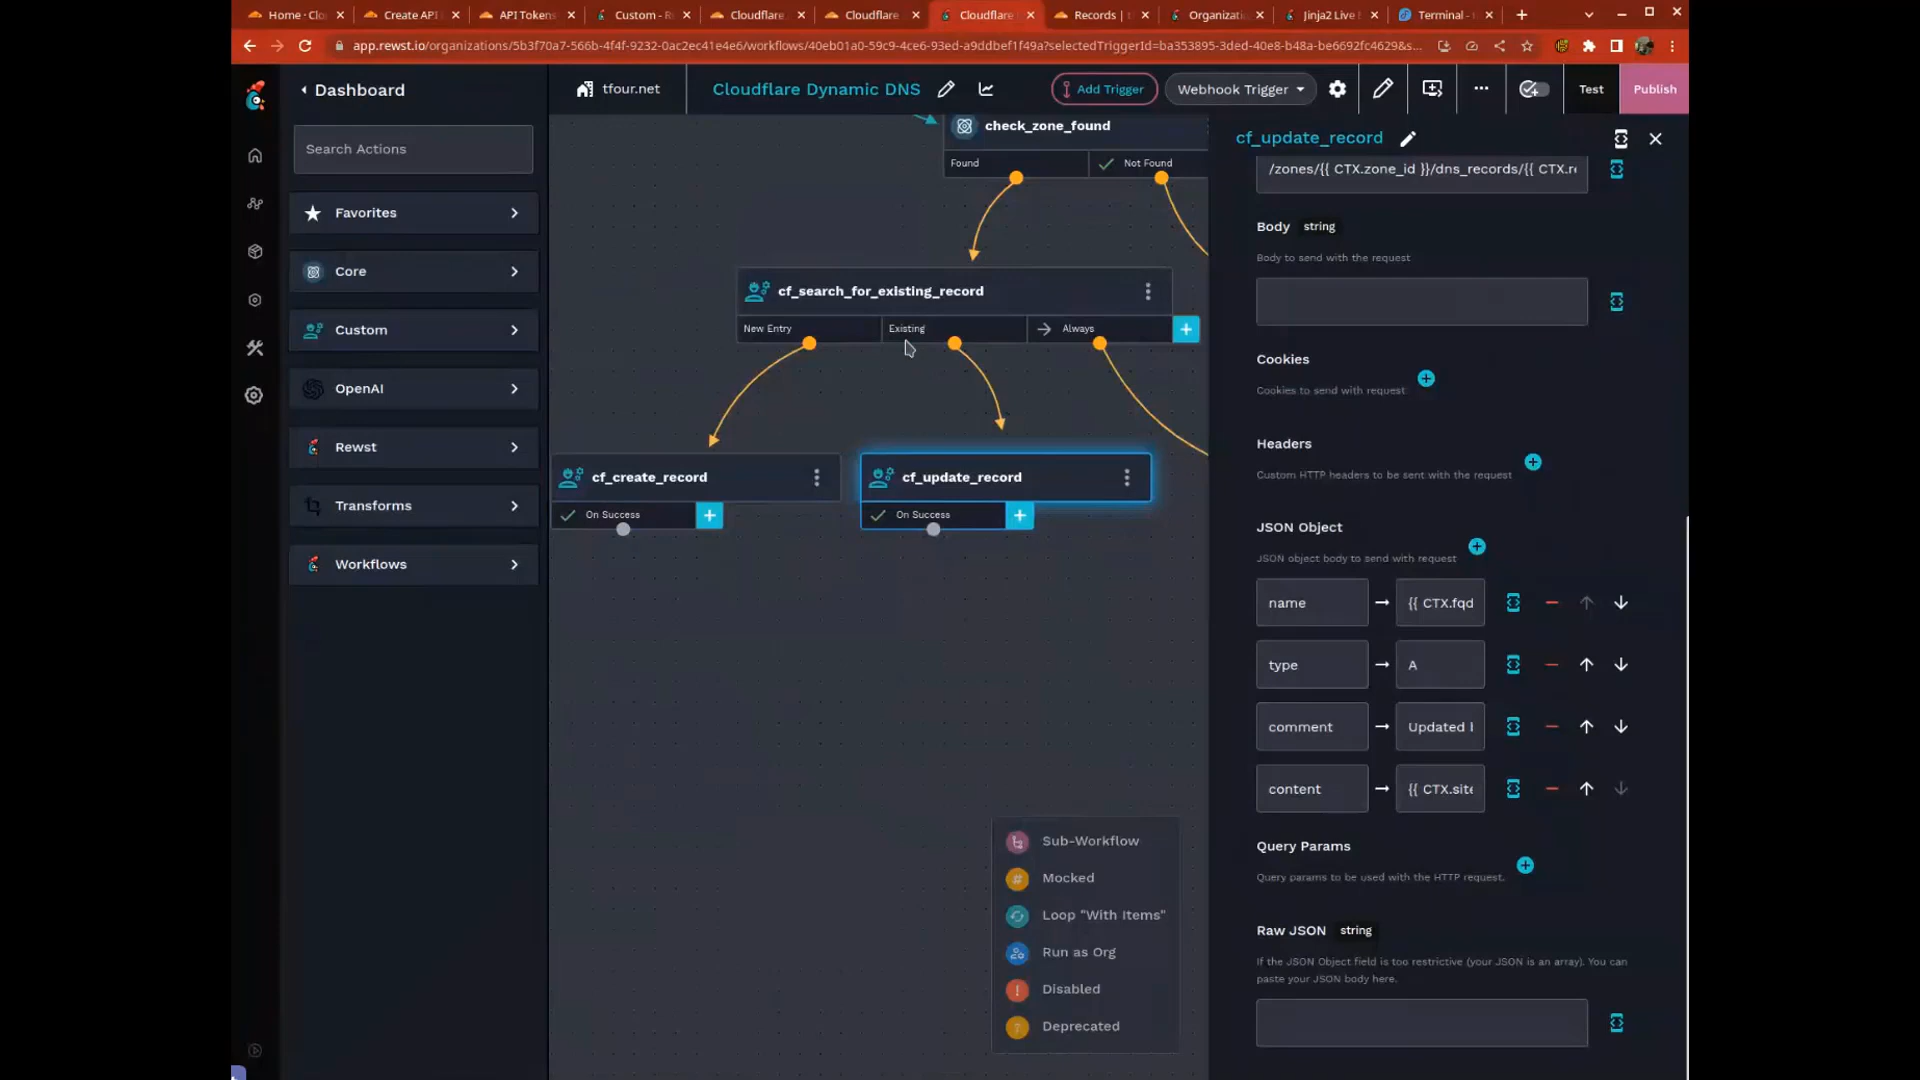 Home · Clo
Create API
API Tokens
Custom - R
Cloudflare
Cloudflare
Cloudflare
Records | t
Organizatio
Jinja2 Live
Terminal - t
app.rewst.io/organizations/5b3f70a7-566b-4f4f-9232-0ac2ec41e4e6/workflows/40eb01a0-59c9-4ce6-93ed-a9ddbef1f49a?selectedTriggerId=ba353895-3ded-40e8-b48a-be6692fc4629&s...
Dashboard
tfour.net
Cloudflare Dynamic DNS
Add Trigger
Webhook Trigger
Test
Publish
Search Actions
Favorites
Core
Custom
OpenAI
Rewst
Transforms
Workflows
check_zone_found
Found
Not Found
cf_search_for_existing_record
New Entry
Existing
Always
cf_create_record
On Success
cf_update_record
On Success
Sub-Workflow
Mocked
Loop "With Items"
Run as Org
Disabled
Deprecated
cf_update_record
/zones/{{ CTX.zone_id }}/dns_records/{{ CTX.re
Body string
Body to send with the request
Cookies
Cookies to send with request
Headers
Custom HTTP headers to be sent with the request
JSON Object
JSON object body to send with request
name → {{ CTX.fqd
type → A
comment → Updated b
content → {{ CTX.site
Query Params
Query params to be used with the HTTP request.
Raw JSON string
If the JSON Object field is too restrictive (your JSON is an array). You can
paste your JSON body here.